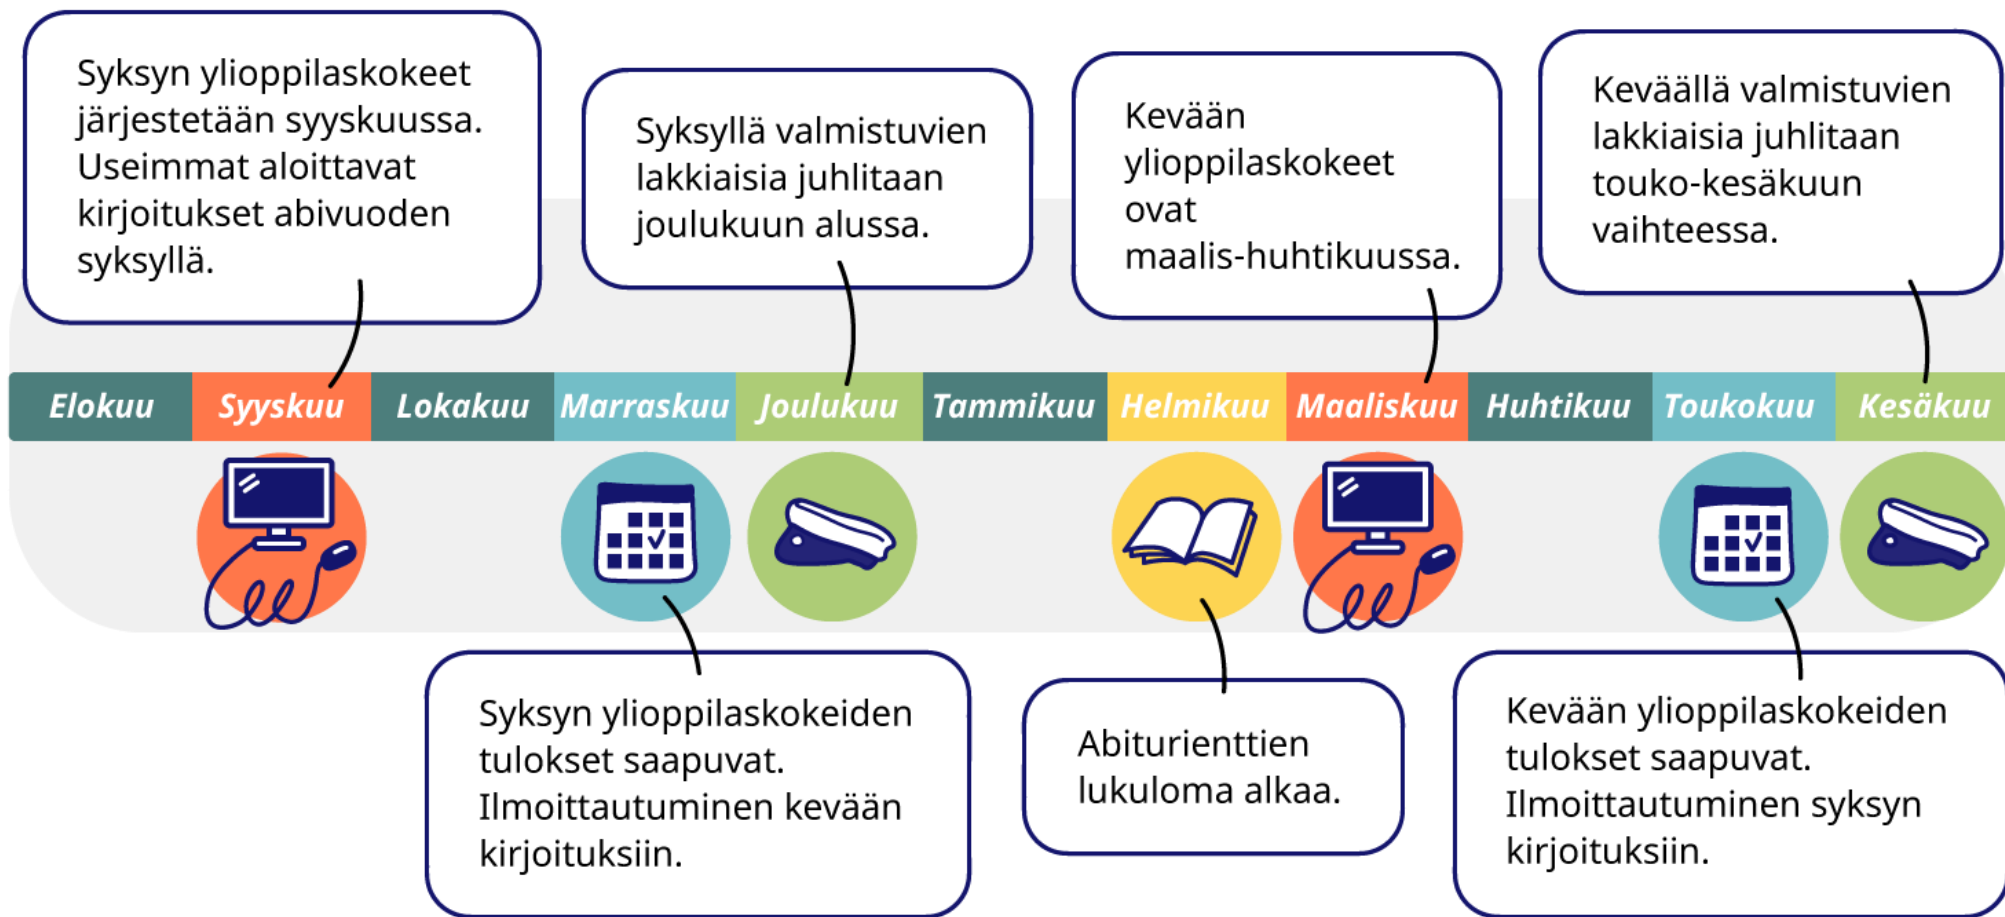 Syksyn ylioppilaskokeet
järjestetään syyskuussa.
Useimmat aloittavat
kirjoitukset abivuoden
syksyllä.
Syksyllä valmistuvien
lakkiaisia juhlitaan
joulukuun alussa.
Kevään
ylioppilaskokeet
ovat
maalis-huhtikuussa.
Keväällä valmistuvien
lakkiaisia juhlitaan
touko-kesäkuun
vaihteessa.
Elokuu
Syyskuu
Lokakuu
Marraskuu
Joulukuu
Tammikuu
Helmikuu
Maaliskuu
Huhtikuu
Toukokuu
Kesäkuu
Syksyn ylioppilaskokeiden
tulokset saapuvat.
Ilmoittautuminen kevään
kirjoituksiin.
Abiturienttien
lukuloma alkaa.
Kevään ylioppilaskokeiden
tulokset saapuvat.
Ilmoittautuminen syksyn
kirjoituksiin.